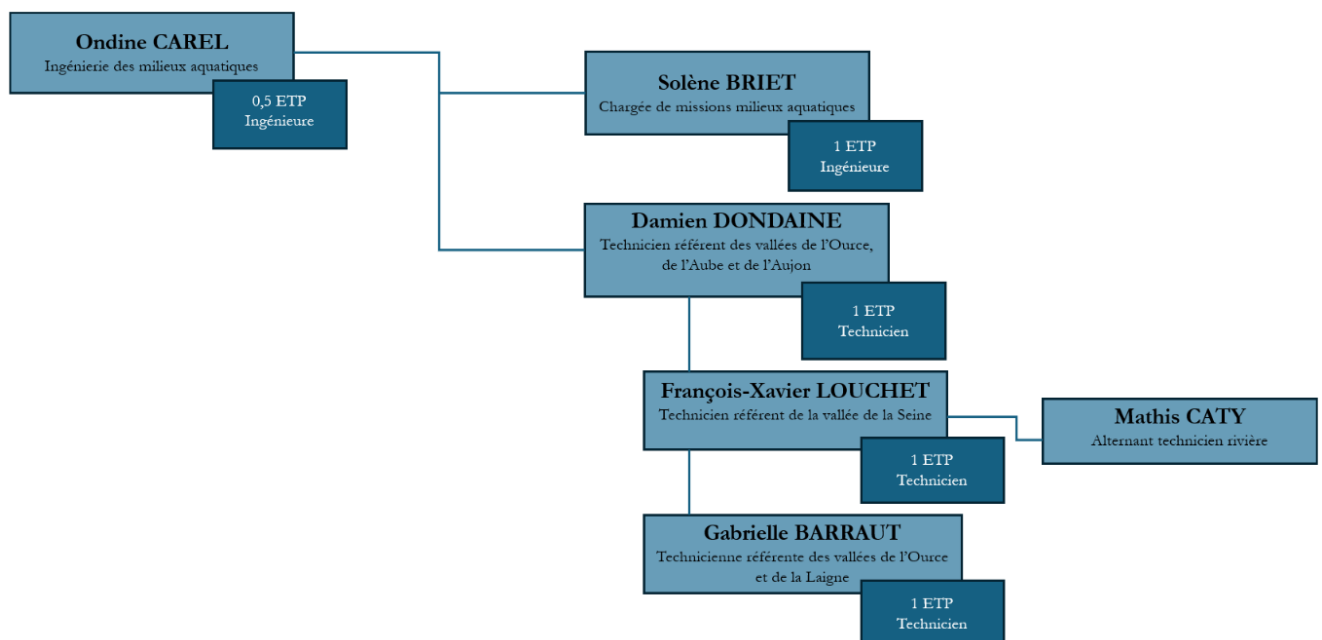 Ondine CAREL
Ingénierie des milieux aquatiques
0,5 ETP
Ingénieure
Solène BRIET
Chargée de missions milieux aquatiques
1 ETP
Ingénieure
Damien DONDAINE
Technicien référent des vallées de l'Ource,
de l'Aube et de l'Aujon
1 ETP
Technicien
François-Xavier LOUCHET
Technicien référent de la vallée de la Seine
1 ETP
Technicien
Mathis CATY
Alternant technicien rivière
Gabrielle BARRAUT
Technicienne référente des vallées de l'Ource
et de la Laigne
1 ETP
Technicien